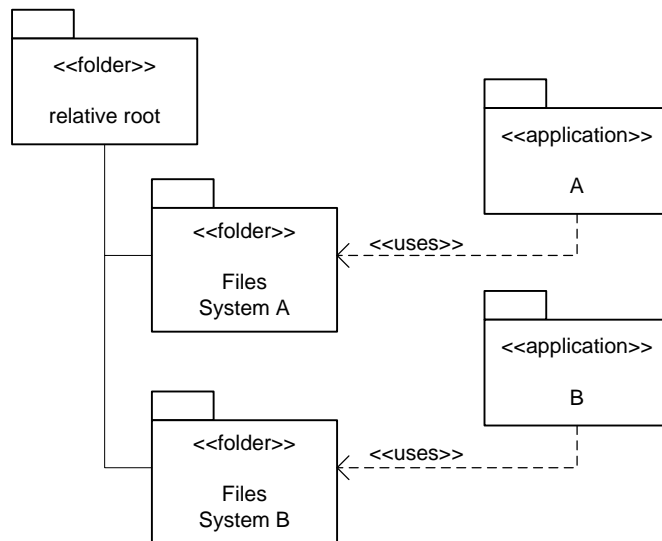 <<folder>>
relative root
<<application>>
A
<<folder>>
Files
System A
<<uses>>
<<application>>
B
<<folder>>
Files
System B
<<uses>>